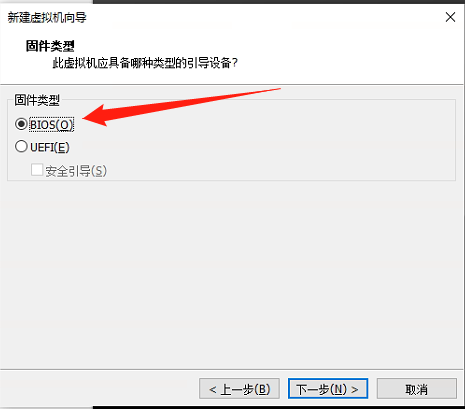 新建虚拟机向导
固件类型
此虚拟机应具备哪种类型的引导设备?
固件类型
BIOS(O)
UEFI(E)
安全引导(S)
< 上一步(B)
下一步(N) >
取消